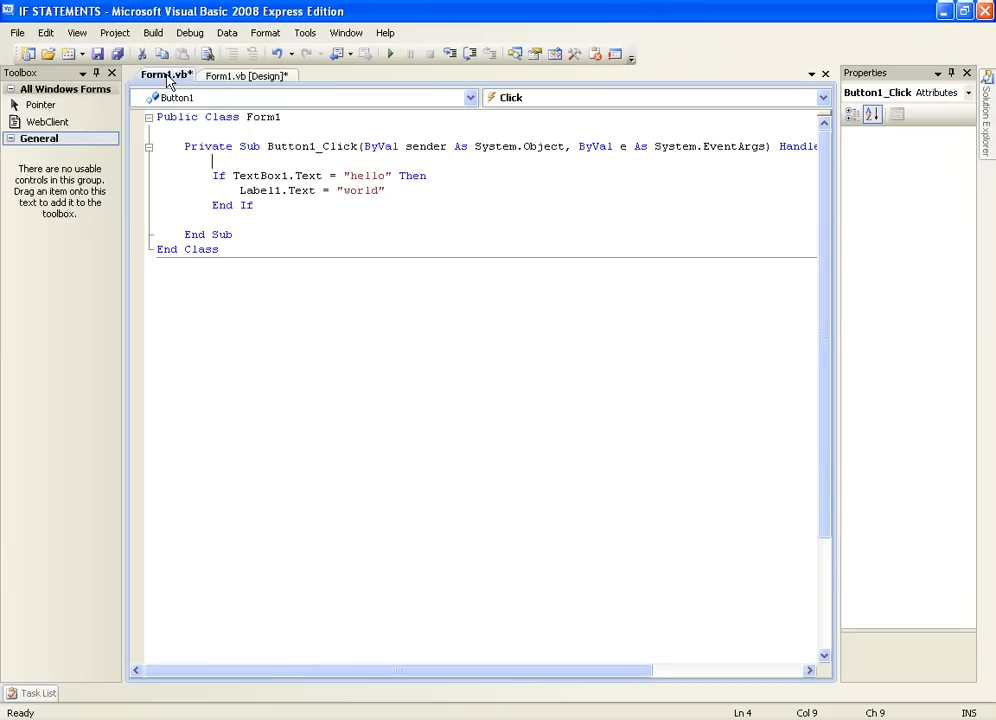 IF STATEMENTS - Microsoft Visual Basic 2008 Express Edition
File Edit View Project Build Debug Data Format Tools Window Help
Toolbox
Form1.vb*
Form1.vb [Design]*
Properties
All Windows Forms
Pointer
WebClient
General
There are no usable
controls in this group.
Drag an item onto this
text to add it to the
toolbox.
Button1
Click
Public Class Form1
Private Sub Button1_Click(ByVal sender As System.Object, ByVal e As System.EventArgs) Handle
If TextBox1.Text = "hello" Then
Label1.Text = "world"
End If
End Sub
End Class
Button1_Click Attributes
Solution Explorer
Task List
Ready
Ln 4
Col 9
Ch 9
INS